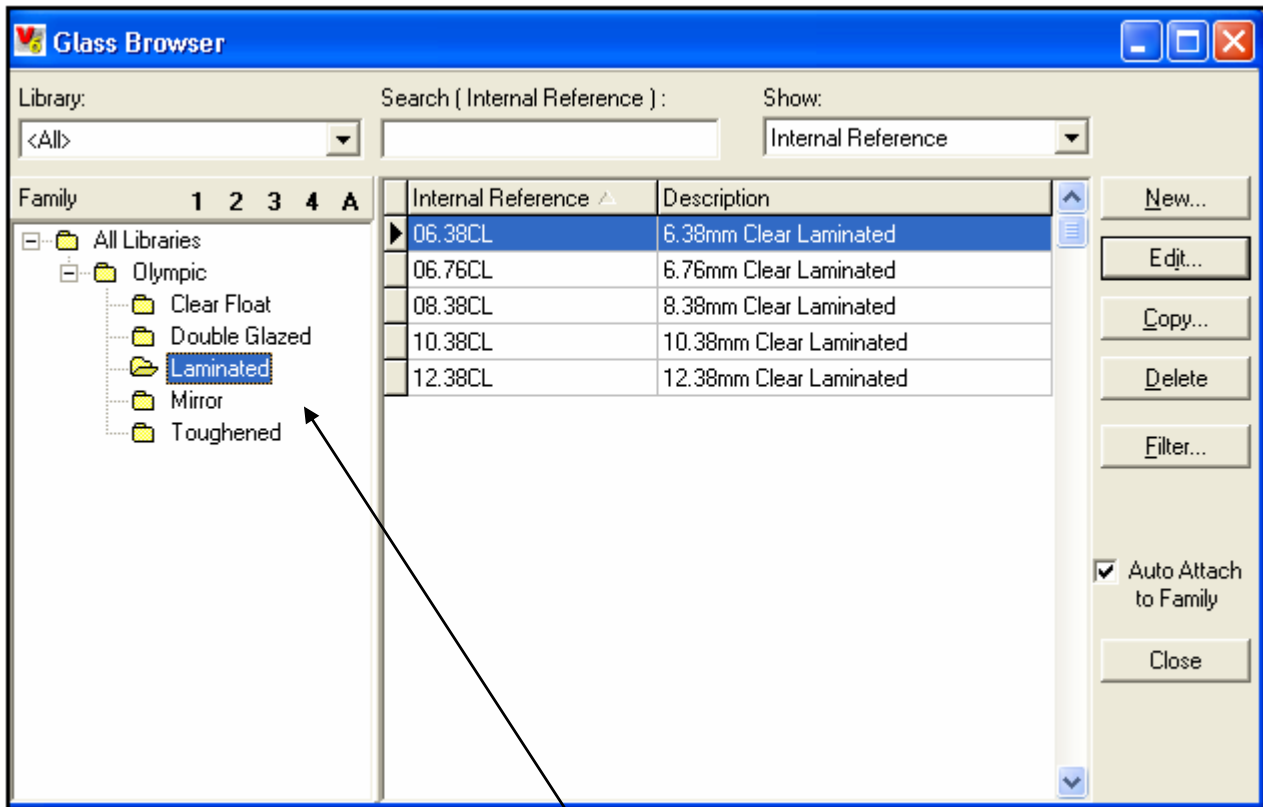 Glass Browser
Library: Search ( Internal Reference ) : Show:
<All> Internal Reference
Family 1 2 3 4 A
All Libraries
Olympic
Clear Float
Double Glazed
Laminated
Mirror
Toughened
Internal Reference Description
06.38CL 6.38mm Clear Laminated
06.76CL 6.76mm Clear Laminated
08.38CL 8.38mm Clear Laminated
10.38CL 10.38mm Clear Laminated
12.38CL 12.38mm Clear Laminated
New...
Edit...
Copy...
Delete
Filter...
Auto Attach
to Family
Close